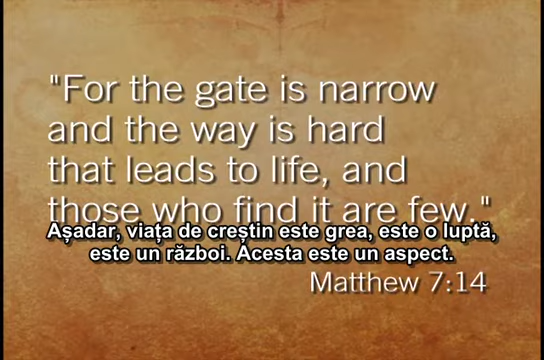 "For the gate is narrow
and the way is hard
that leads to life, and
those who find it are few."
Așadar, viața de creștin este grea, este o luptă,
este un război. Acesta este un aspect.
Matthew 7:14